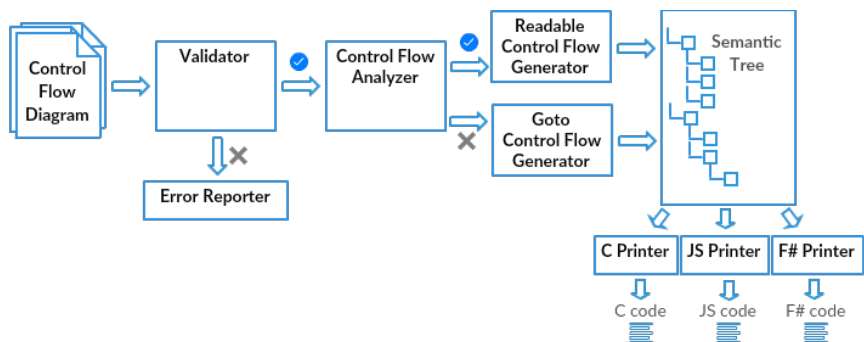 Control
Flow
Diagram
Validator
Error Reporter
Control Flow
Analyzer
Readable
Control Flow
Generator
Goto
Control Flow
Generator
Semantic
Tree
C Printer
JS Printer
F# Printer
C code
JS code
F# code